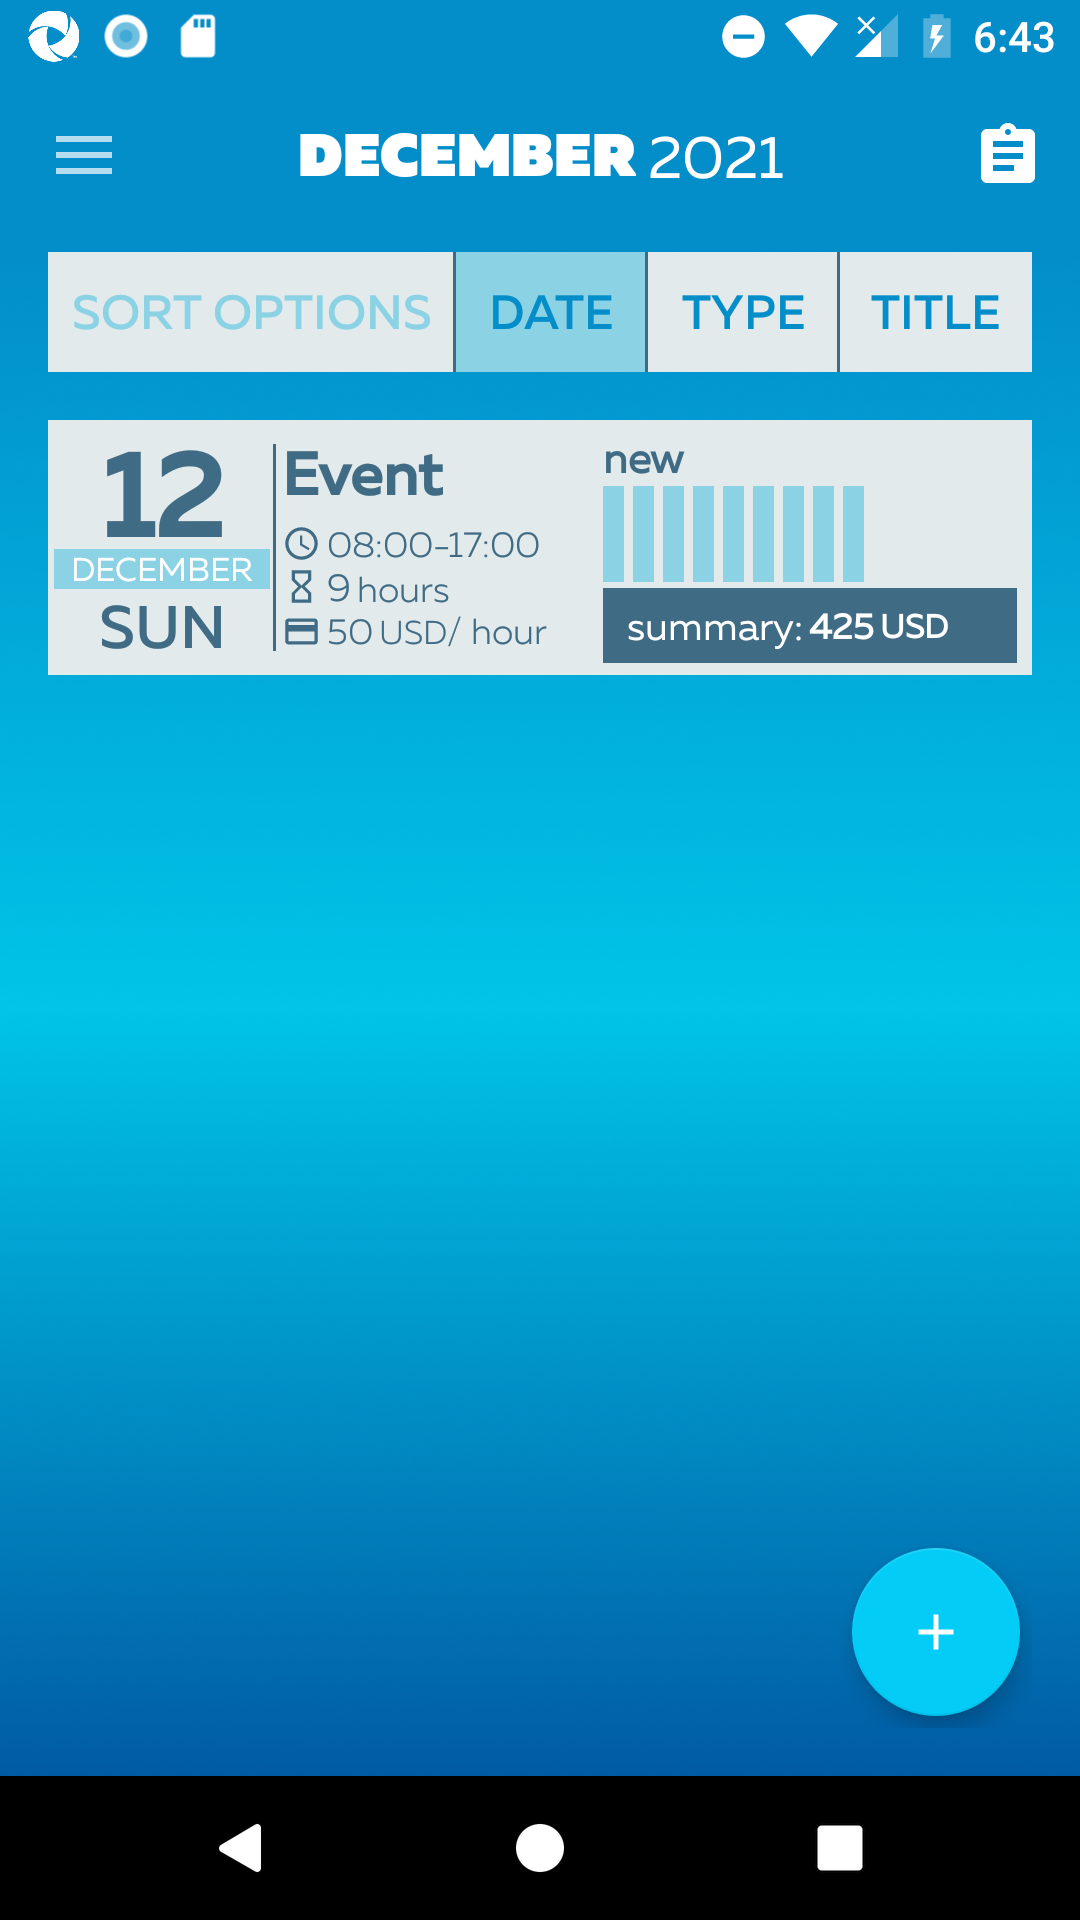 6:43
DECEMBER 2021
SORT OPTIONS DATE TYPE TITLE
12
DECEMBER
SUN
Event
08:00-17:00
9 hours
50 USD/ hour
new
summary: 425 USD